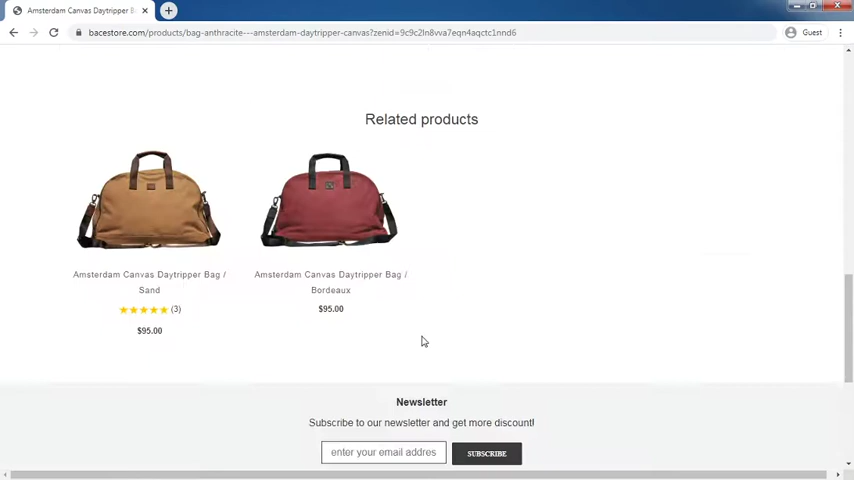 Amsterdam Canvas Daytripper B
Guest
bacestore.com/products/bag-anthracite---amsterdam-daytripper-canvas?zenid=9c9c2ln8vva7eqn4aqctc1nnd6
Related products
Amsterdam Canvas Daytripper Bag /
Sand
(3)
$95.00
Amsterdam Canvas Daytripper Bag /
Bordeaux
$95.00
Newsletter
Subscribe to our newsletter and get more discount!
enter your email addres
SUBSCRIBE